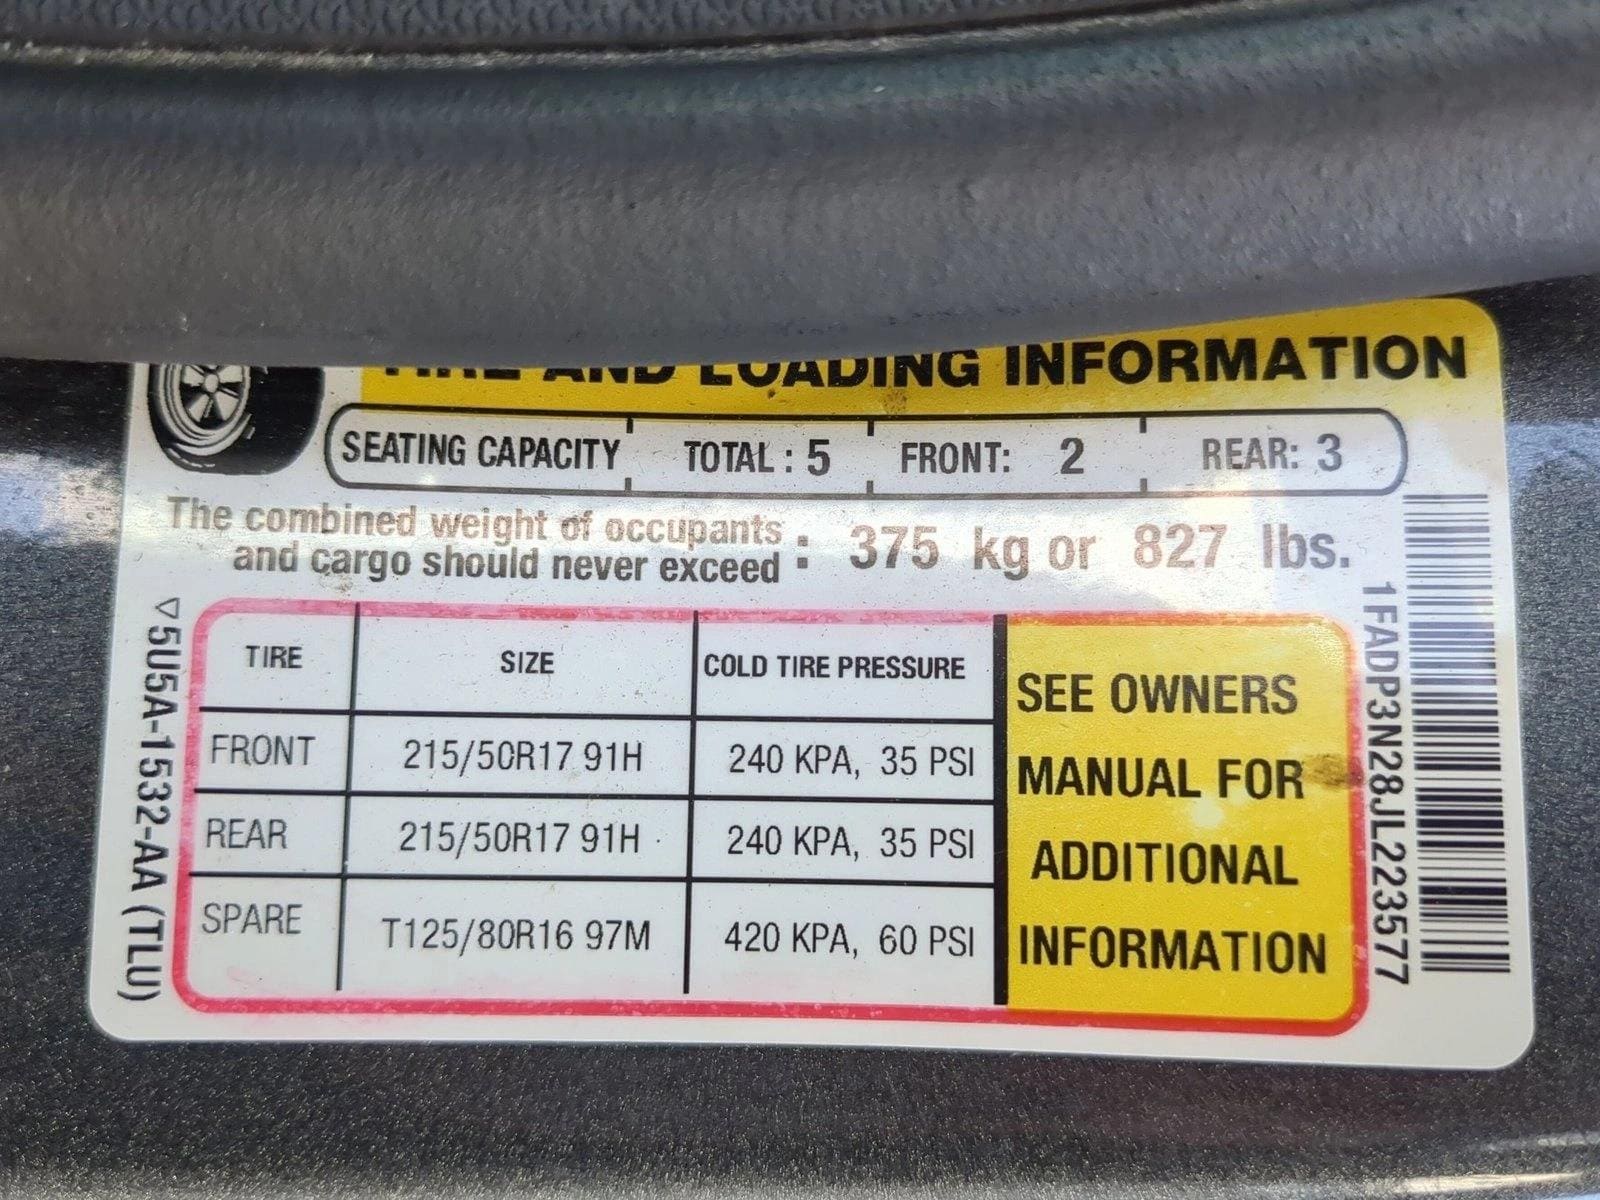 TIRE AND LOADING INFORMATION
SEATING CAPACITY TOTAL : 5 FRONT: 2 REAR: 3
The combined weight of occupants
and cargo should never exceed : 375 kg or 827 lbs.
TIRE SIZE COLD TIRE PRESSURE
FRONT 215/50R17 91H 240 KPA, 35 PSI
REAR 215/50R17 91H 240 KPA, 35 PSI
SPARE T125/80R16 97M 420 KPA, 60 PSI
SEE OWNERS
MANUAL FOR
ADDITIONAL
INFORMATION
5U5A-1532-AA (TLU)
1FADP3N28JL223577